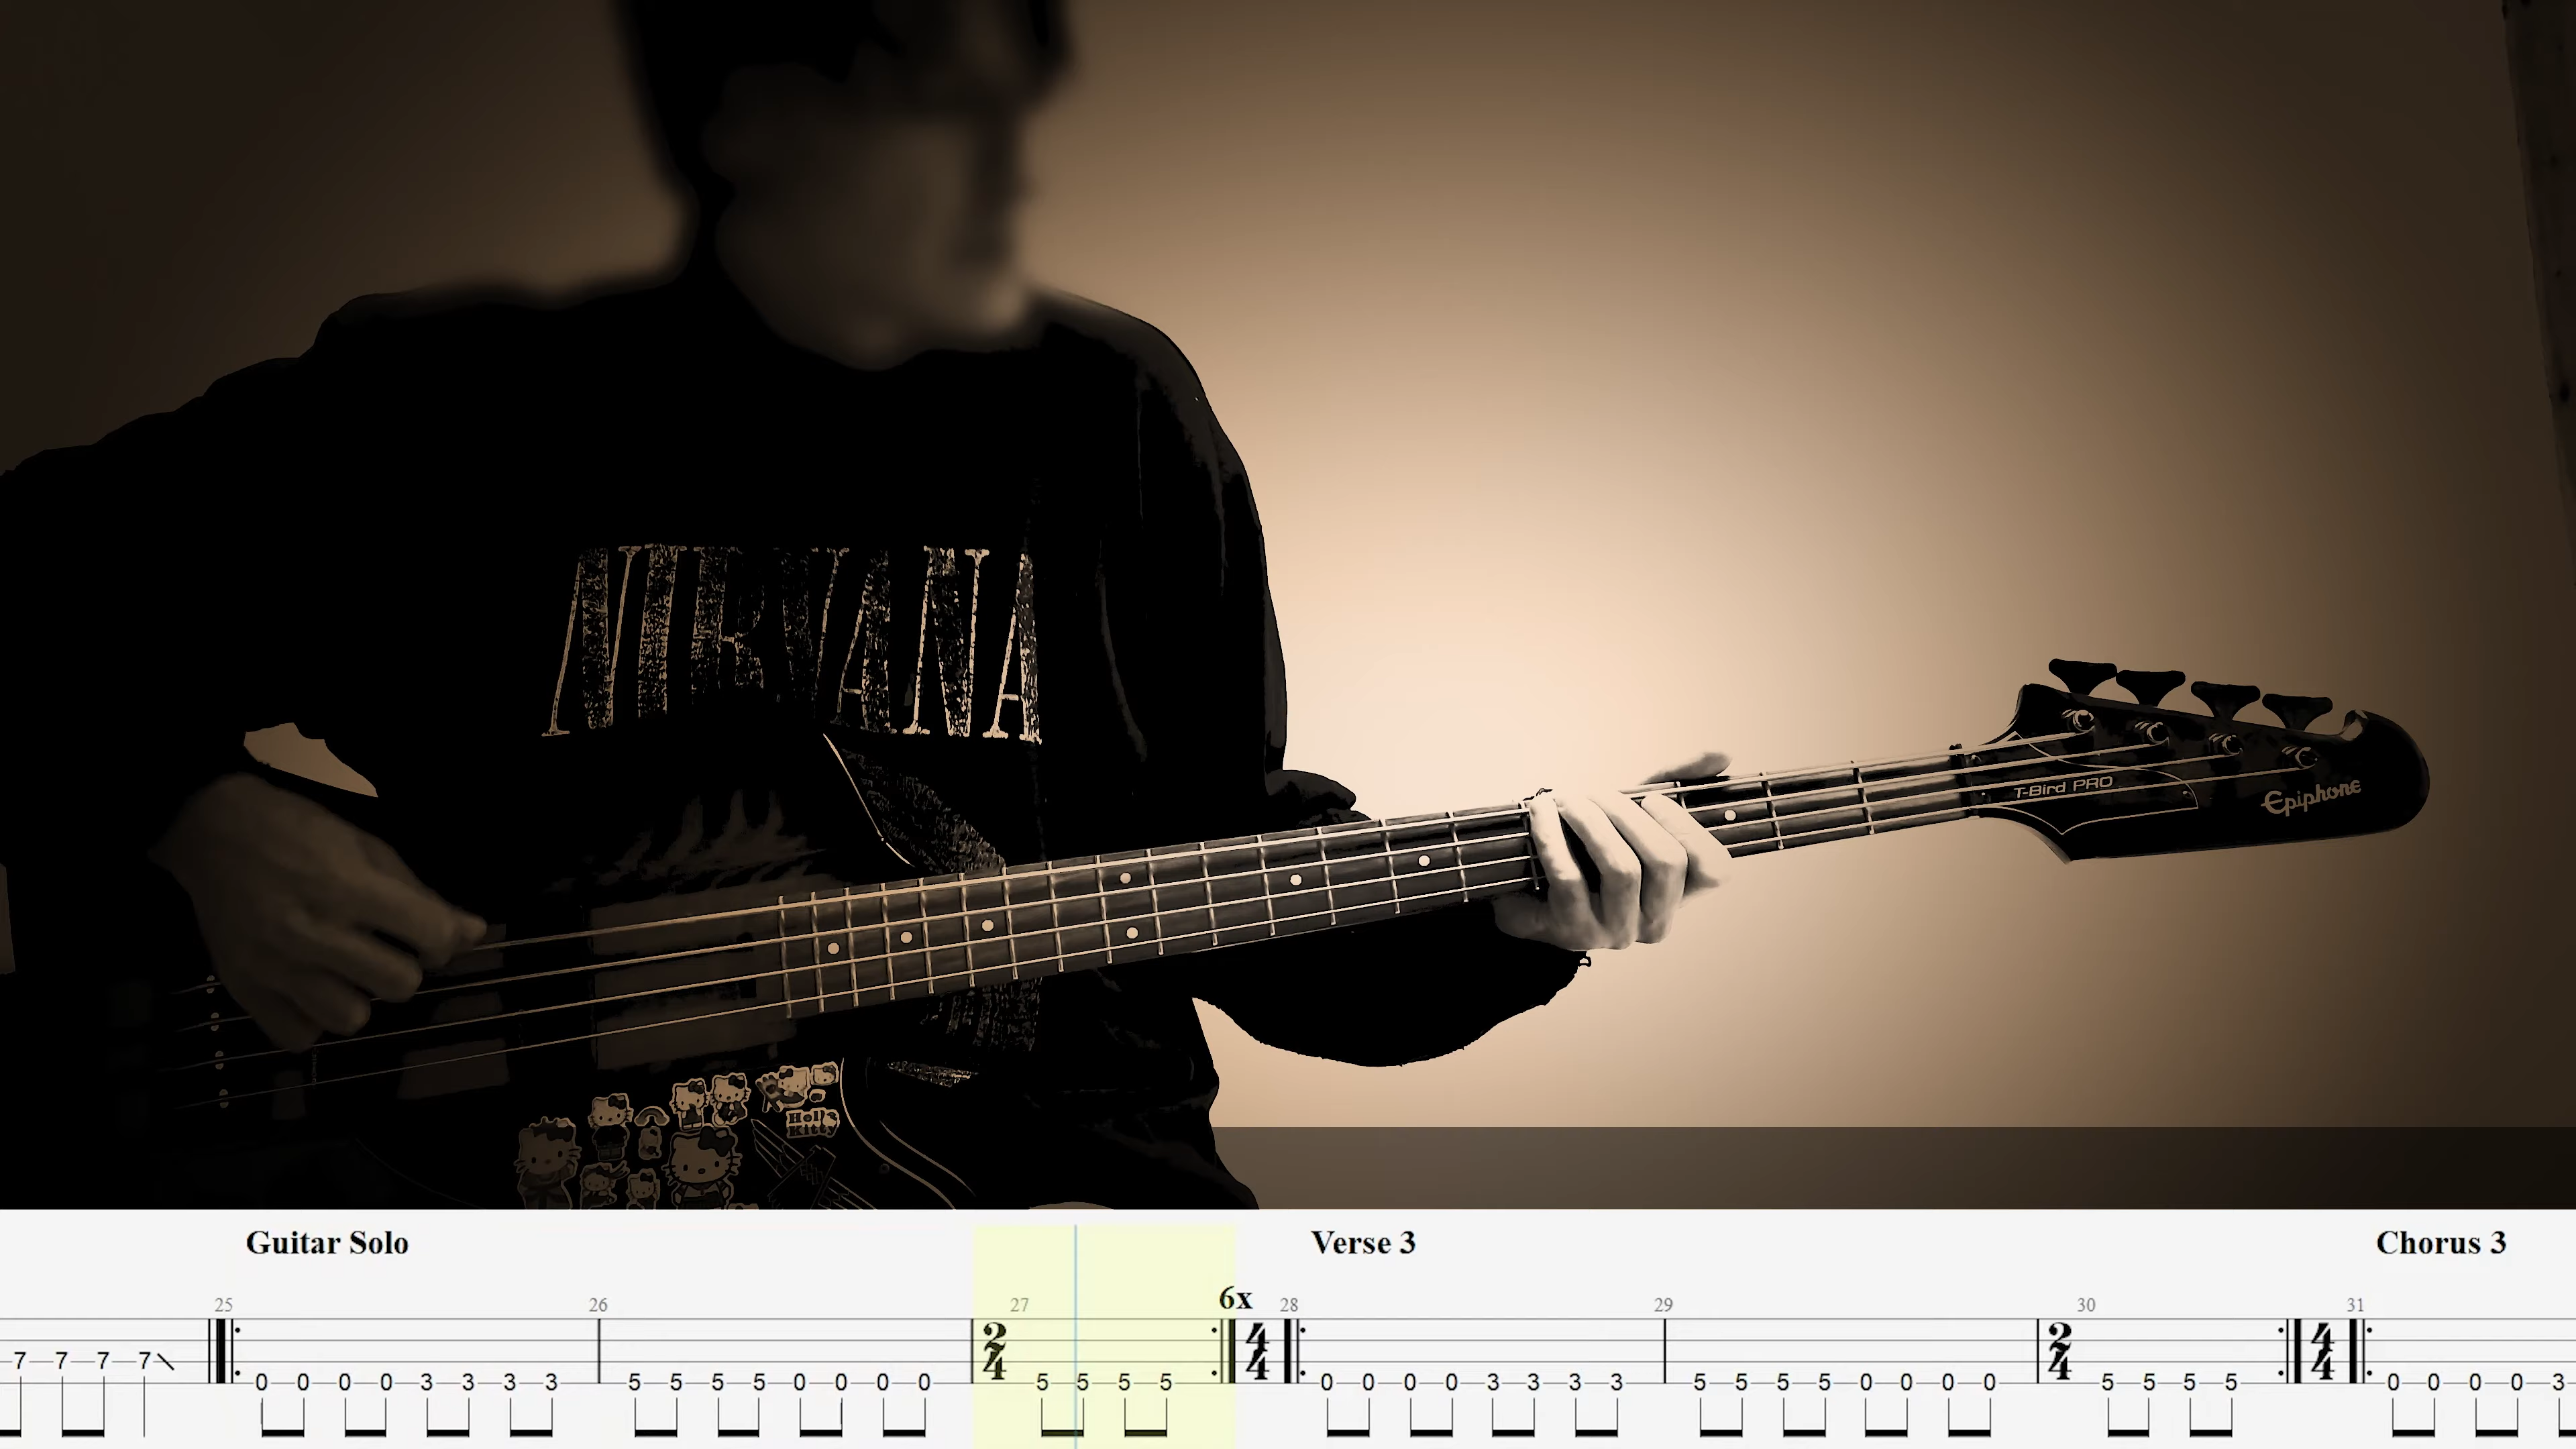 NIRVANA
T-Bird PRO
Epiphone
Hello
Kitty
Guitar Solo Verse 3 Chorus 3
25 26 27 6x 28 29 30 31
2 4 4 4 2 4 4 4
7 7 7 7 0 0 0 0 3 3 3 3 5 5 5 5 0 0 0 0 5 5 5 5 0 0 0 0 3 3 3 3 5 5 5 5 0 0 0 0 5 5 5 5 0 0 0 0 3